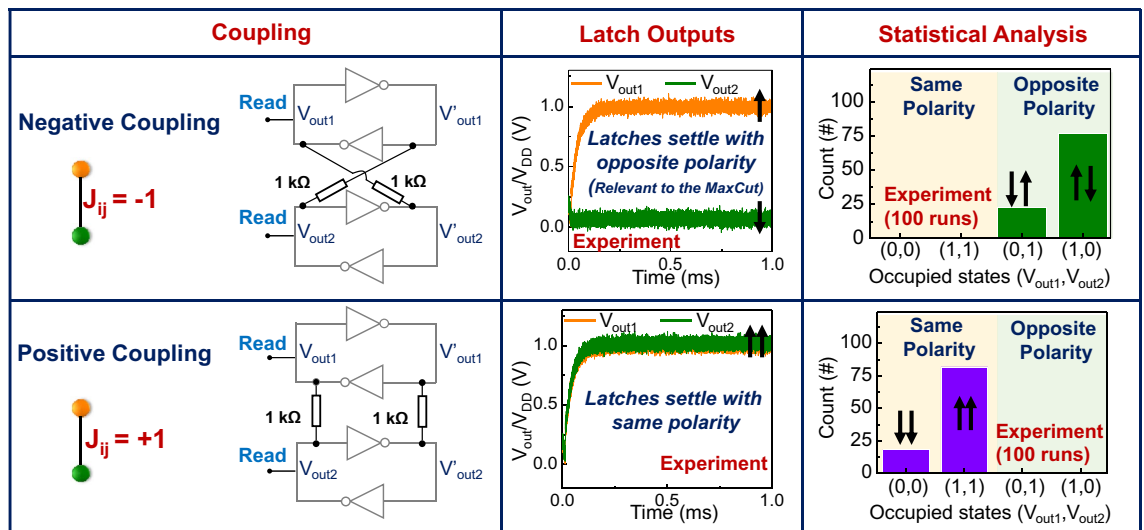 Coupling
Latch Outputs
Statistical Analysis
Negative Coupling
J_ij = -1
Read
V_out1
V'_out1
1 kΩ
1 kΩ
Read
V_out2
V'_out2
V_out1
V_out2
V_out/V_DD (V)
1.0
0.5
0.0
Latches settle with
opposite polarity
(Relevant to the MaxCut)
Experiment
0.0
0.5
1.0
Time (ms)
Count (#)
100
75
50
25
0
Same
Polarity
Opposite
Polarity
Experiment
(100 runs)
(0,0)
(1,1)
(0,1)
(1,0)
Occupied states (V_out1,V_out2)
Positive Coupling
J_ij = +1
Read
V_out1
V'_out1
1 kΩ
1 kΩ
Read
V_out2
V'_out2
V_out1
V_out2
V_out/V_DD (V)
1.0
0.5
0.0
Latches settle with
same polarity
Experiment
0.0
0.5
1.0
Time (ms)
Count (#)
100
75
50
25
0
Same
Polarity
Opposite
Polarity
Experiment
(100 runs)
(0,0)
(1,1)
(0,1)
(1,0)
Occupied states (V_out1,V_out2)